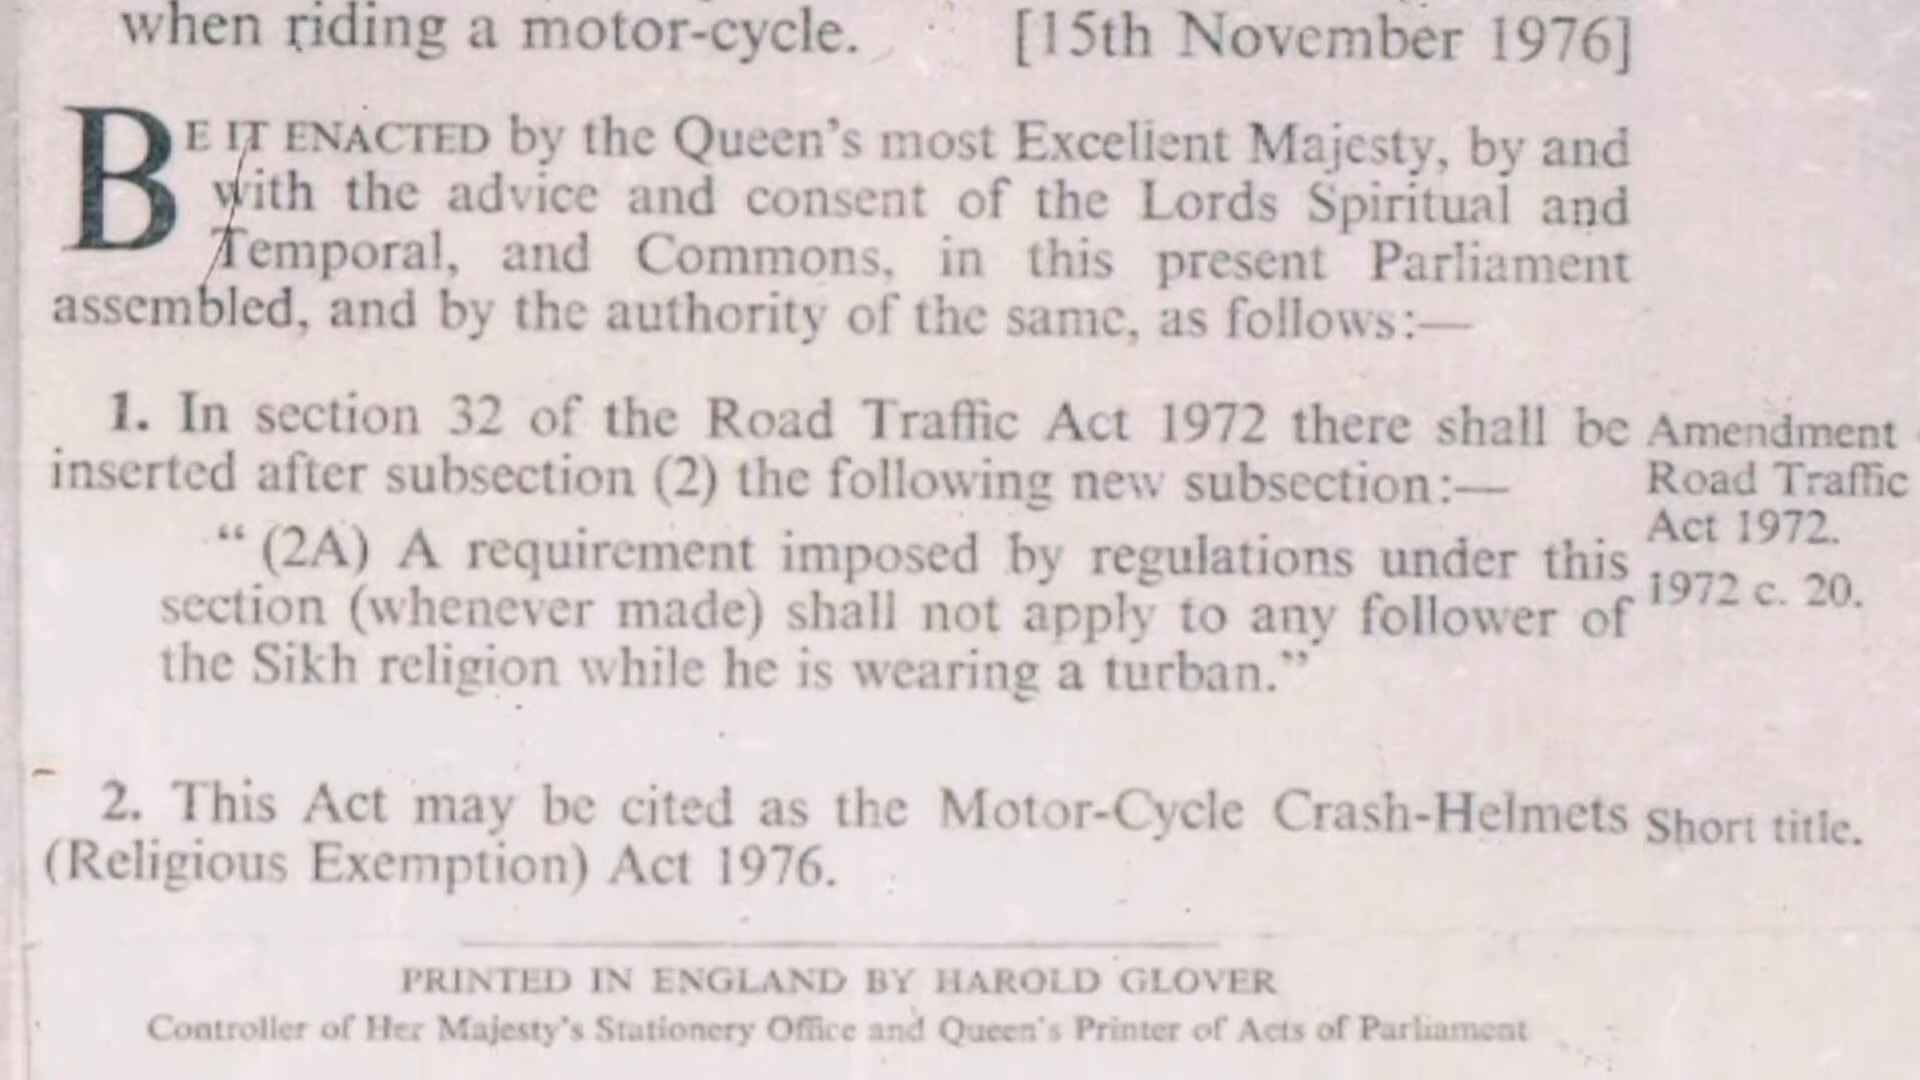 when riding a motor-cycle. [15th November 1976]
BE IT ENACTED by the Queen's most Excellent Majesty, by and
with the advice and consent of the Lords Spiritual and
Temporal, and Commons, in this present Parliament
assembled, and by the authority of the same, as follows:—
1. In section 32 of the Road Traffic Act 1972 there shall be
inserted after subsection (2) the following new subsection:—
“ (2A) A requirement imposed by regulations under this
section (whenever made) shall not apply to any follower of
the Sikh religion while he is wearing a turban.”
Amendment
Road Traffic
Act 1972.
1972 c. 20.
2. This Act may be cited as the Motor-Cycle Crash-Helmets
(Religious Exemption) Act 1976.
Short title.
PRINTED IN ENGLAND BY HAROLD GLOVER
Controller of Her Majesty's Stationery Office and Queen's Printer of Acts of Parliament